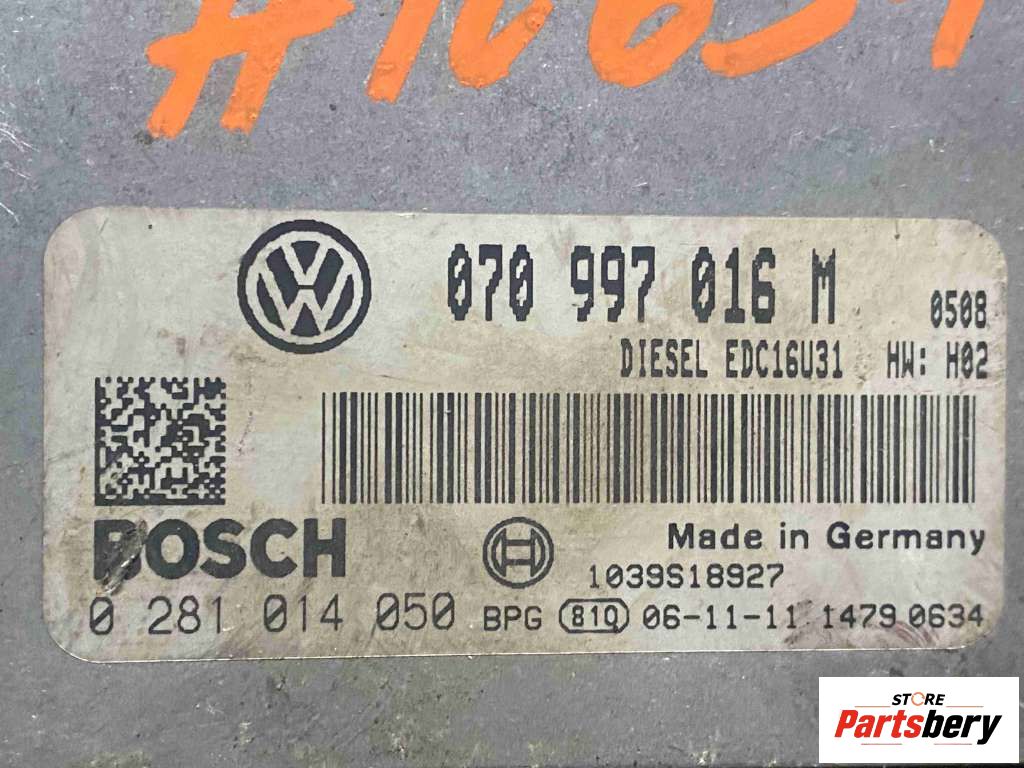 #10659
070 997 016 M
0508
DIESEL EDC16U31 HW: H02
BOSCH
Made in Germany
1039S18927
0 281 014 050 BPG 810 06-11-11 1479 0634
STORE
Partsbery